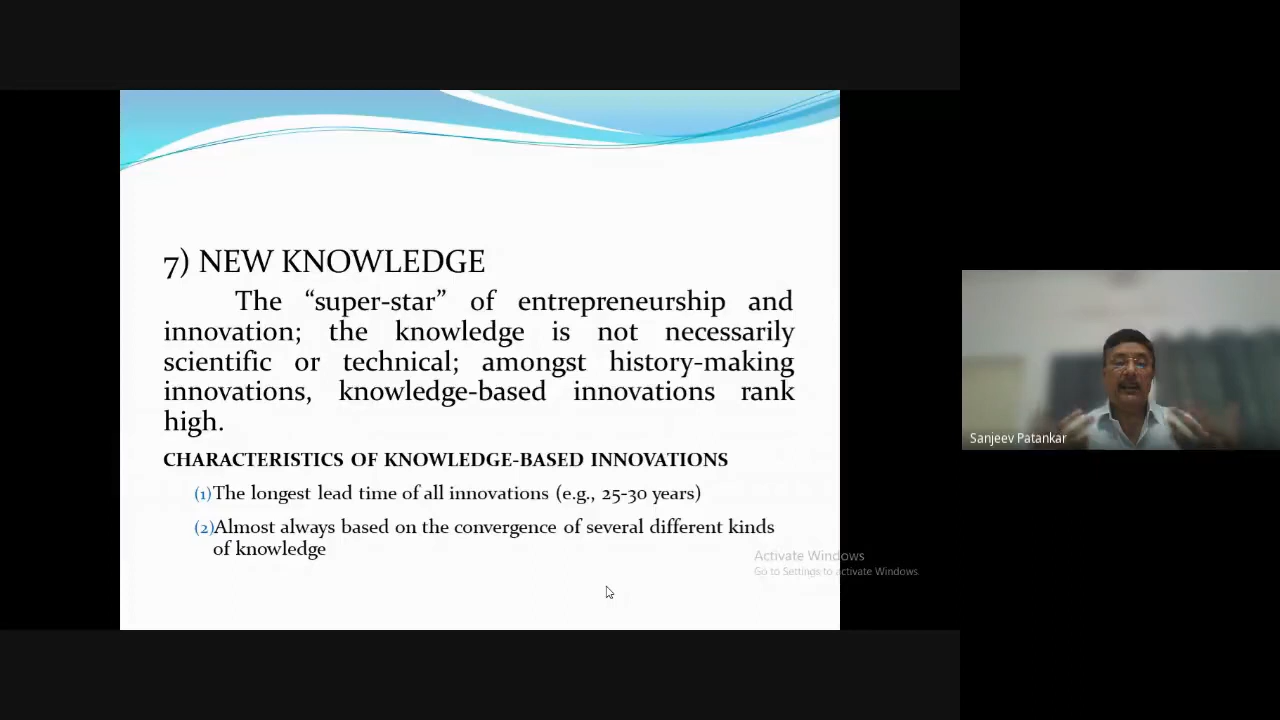 7) NEW KNOWLEDGE
The “super-star” of entrepreneurship and
innovation; the knowledge is not necessarily
scientific or technical; amongst history-making
innovations, knowledge-based innovations rank
high.
CHARACTERISTICS OF KNOWLEDGE-BASED INNOVATIONS
(1)The longest lead time of all innovations (e.g., 25-30 years)
(2)Almost always based on the convergence of several different kinds
of knowledge
Activate Windows
Go to Settings to activate Windows.
Sanjeev Patankar